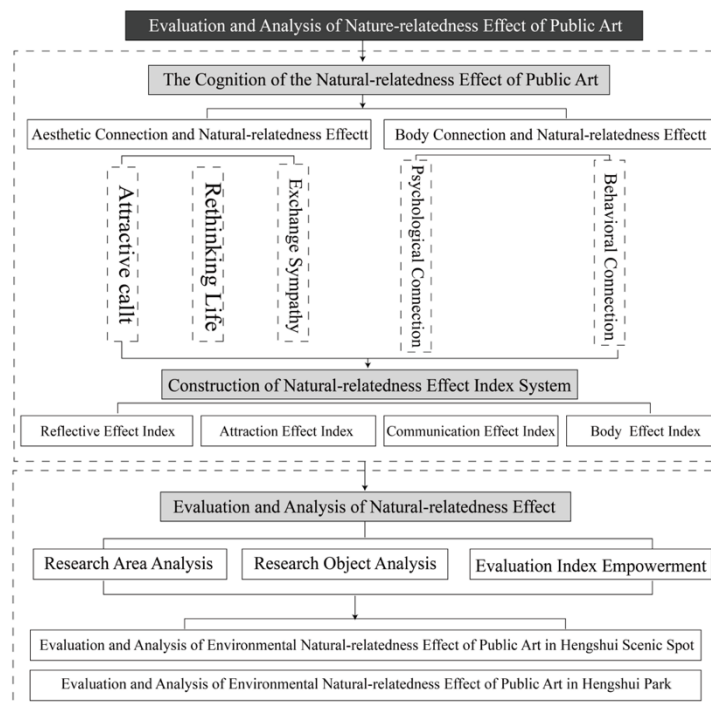 Evaluation and Analysis of Nature-relatedness Effect of Public Art
The Cognition of the Natural-relatedness Effect of Public Art
Aesthetic Connection and Natural-relatedness Effectt
Body Connection and Natural-relatedness Effectt
Attractive callt
Rethinking Life
Exchange Sympathy
Psychological Connection
Behavioral Connection
Construction of Natural-relatedness Effect Index System
Reflective Effect Index
Attraction Effect Index
Communication Effect Index
Body Effect Index
Evaluation and Analysis of Natural-relatedness Effect
Research Area Analysis
Research Object Analysis
Evaluation Index Empowerment
Evaluation and Analysis of Environmental Natural-relatedness Effect of Public Art in Hengshui Scenic Spot
Evaluation and Analysis of Environmental Natural-relatedness Effect of Public Art in Hengshui Park